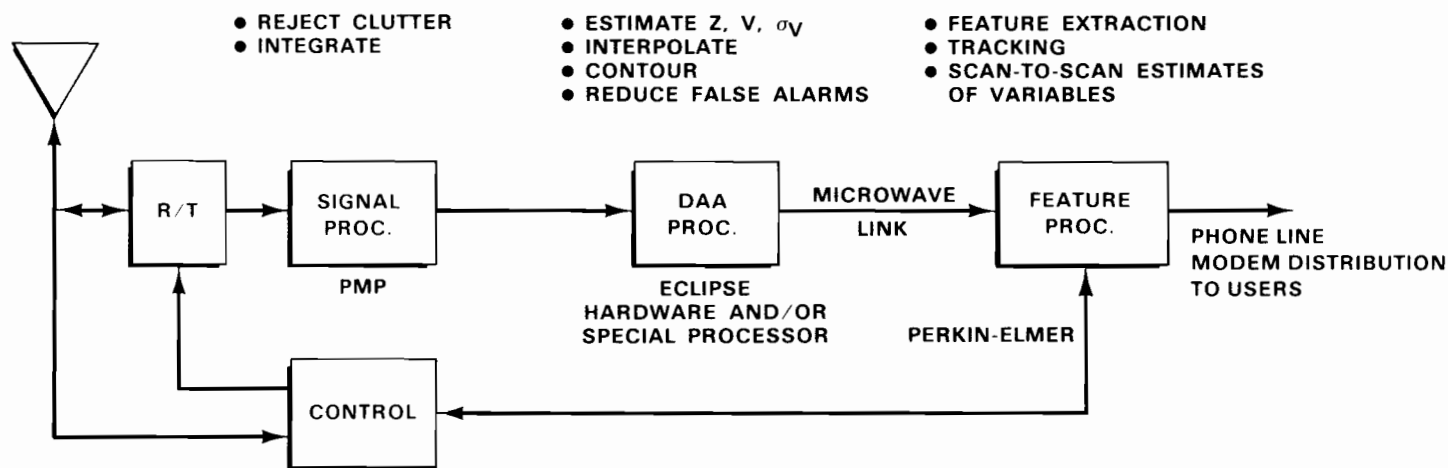 ● REJECT CLUTTER
● INTEGRATE
● ESTIMATE Z, V, σV
● INTERPOLATE
● CONTOUR
● REDUCE FALSE ALARMS
● FEATURE EXTRACTION
● TRACKING
● SCAN-TO-SCAN ESTIMATES
OF VARIABLES
R/T
SIGNAL
PROC.
PMP
DAA
PROC.
ECLIPSE
HARDWARE AND/OR
SPECIAL PROCESSOR
MICROWAVE
LINK
FEATURE
PROC.
PERKIN-ELMER
PHONE LINE
MODEM DISTRIBUTION
TO USERS
CONTROL